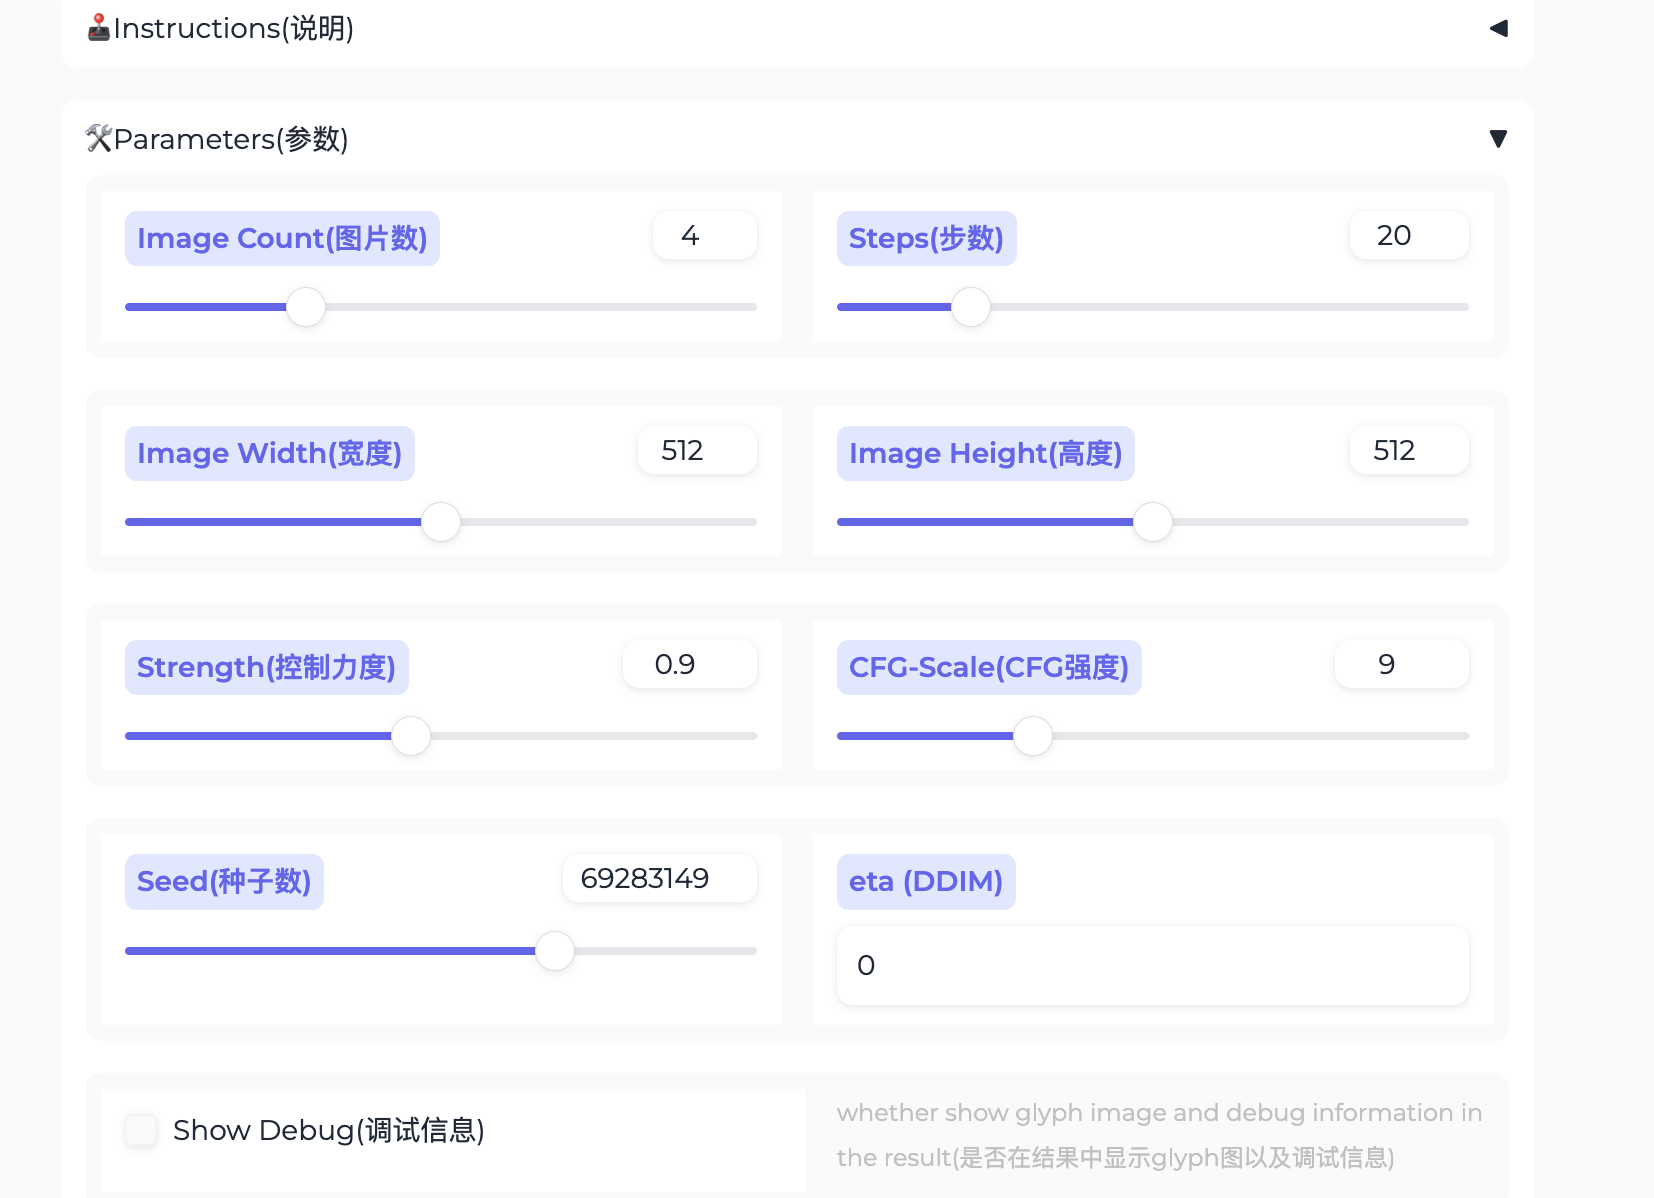 Instructions(说明)
Parameters(参数)
Image Count(图片数)
4
Steps(步数)
20
Image Width(宽度)
512
Image Height(高度)
512
Strength(控制力度)
0.9
CFG-Scale(CFG强度)
9
Seed(种子数)
69283149
eta (DDIM)
0
Show Debug(调试信息)
whether show glyph image and debug information in
the result(是否在结果中显示glyph图以及调试信息)